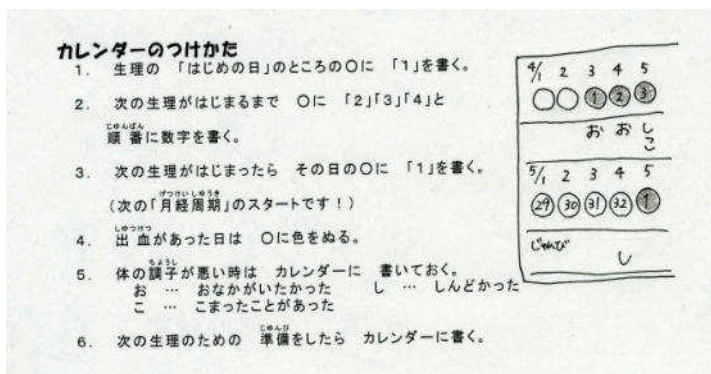 カレンダーのつけかた
1. 生理の 「はじめの日」のところの○に 「1」を書く。
2. 次の生理がはじまるまで ○に 「2」「3」「4」と
じゅんばん
順番に数字を書く。
3. 次の生理がはじまったら その日の○に 「1」を書く。
げっけいしゅうき
(次の「月経周期」のスタートです!)
しゅっけつ
4. 出血があった日は ○に色をぬる。
ちょうし
5. 体の調子が悪い時は カレンダーに 書いておく。
お … おなかがいたかった し … しんどかった
こ … こまったことがあった
じゅんび
6. 次の生理のための 準備をしたら カレンダーに書く。
4/1 2 3 4 5
1 2 3
お お し
こ
5/1 2 3 4 5
29 30 31 32 1
じゅんび
し